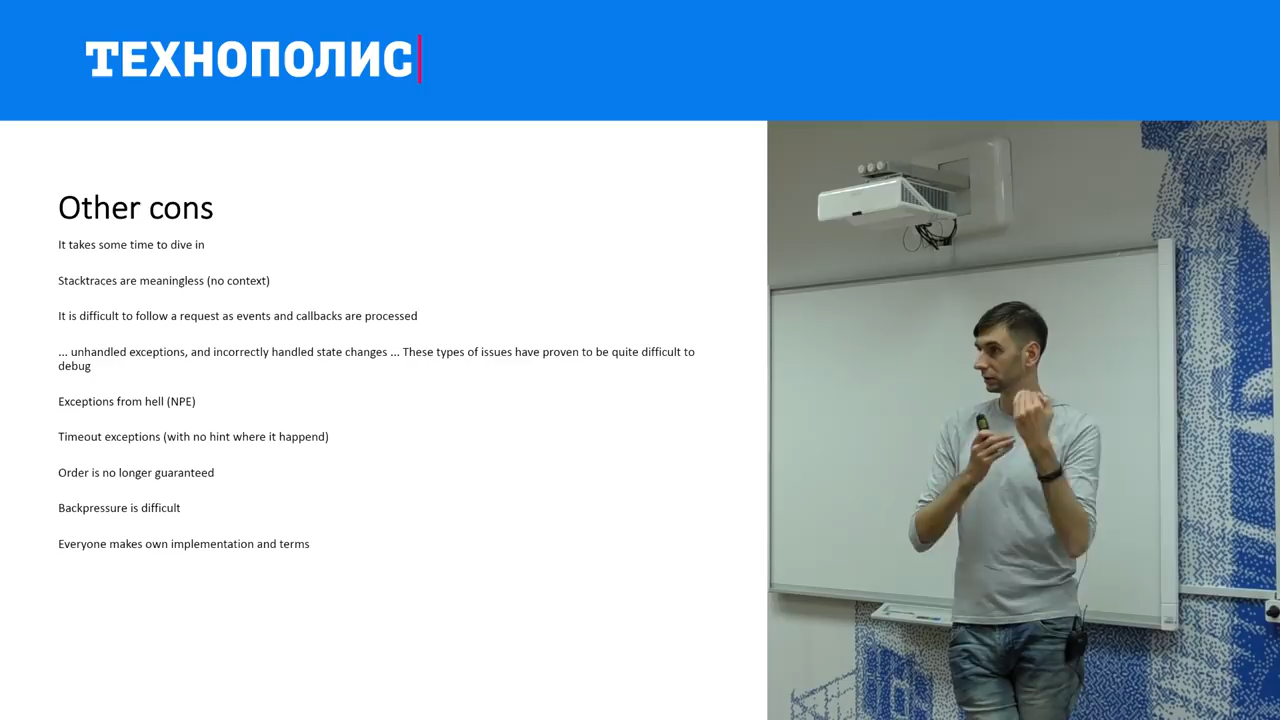 ТЕХНОПОЛИС
Other cons
It takes some time to dive in
Stacktraces are meaningless (no context)
It is difficult to follow a request as events and callbacks are processed
... unhandled exceptions, and incorrectly handled state changes ... These types of issues have proven to be quite difficult to
debug
Exceptions from hell (NPE)
Timeout exceptions (with no hint where it happend)
Order is no longer guaranteed
Backpressure is difficult
Everyone makes own implementation and terms